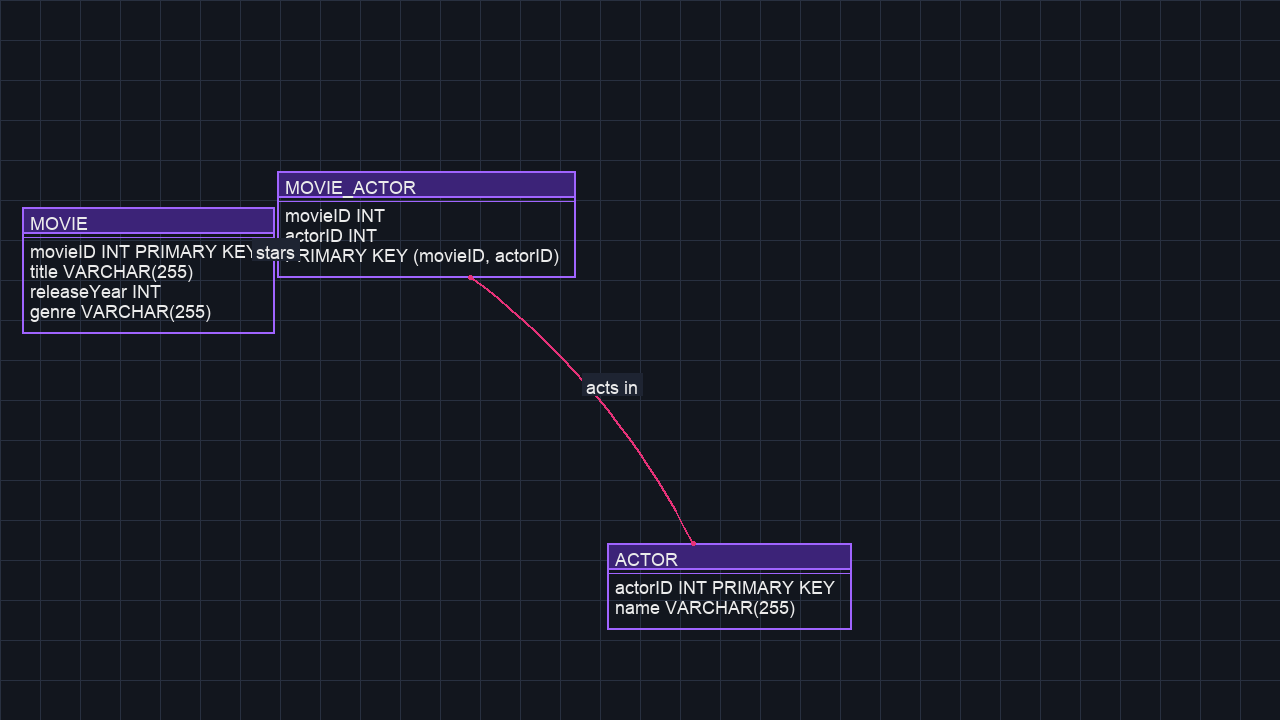 MOVIE_ACTOR
movieID INT
actorID INT
PRIMARY KEY (movieID, actorID)
MOVIE
movieID INT PRIMARY KEY
title VARCHAR(255)
releaseYear INT
genre VARCHAR(255)
stars
acts in
ACTOR
actorID INT PRIMARY KEY
name VARCHAR(255)